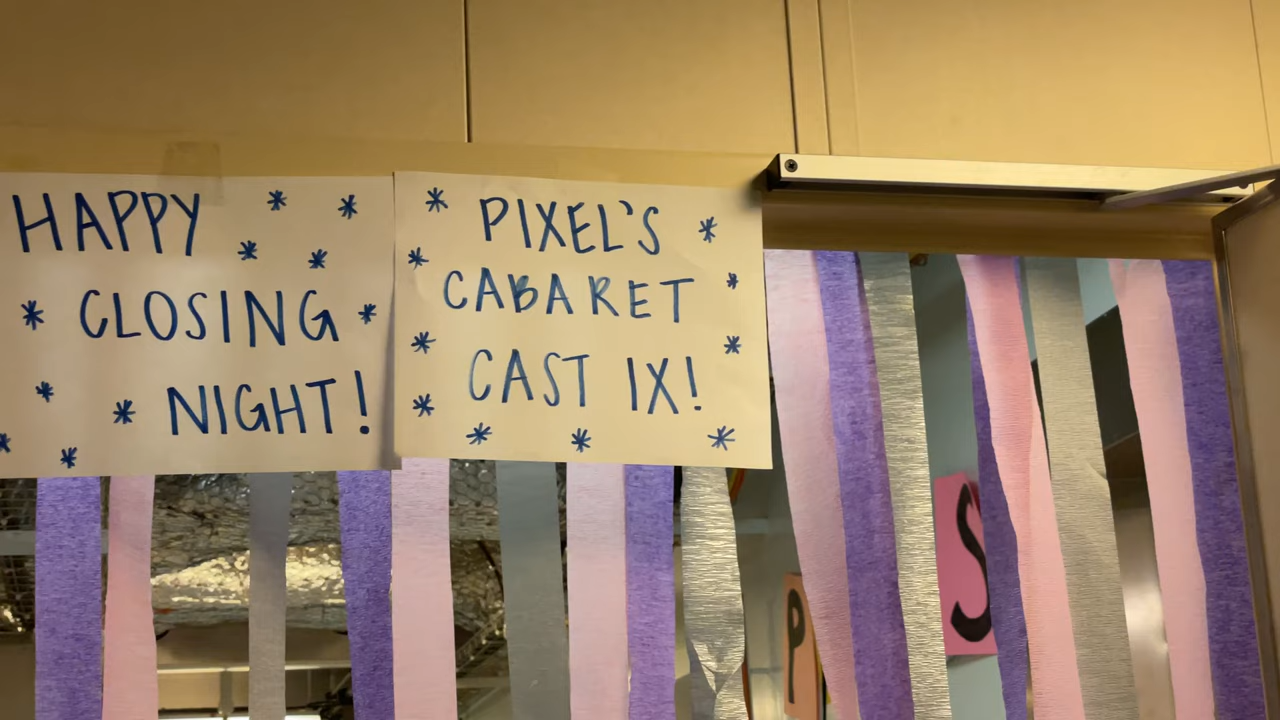 HAPPY
CLOSING
NIGHT!
PIXEL'S
CABARET
CAST IX!
P
S